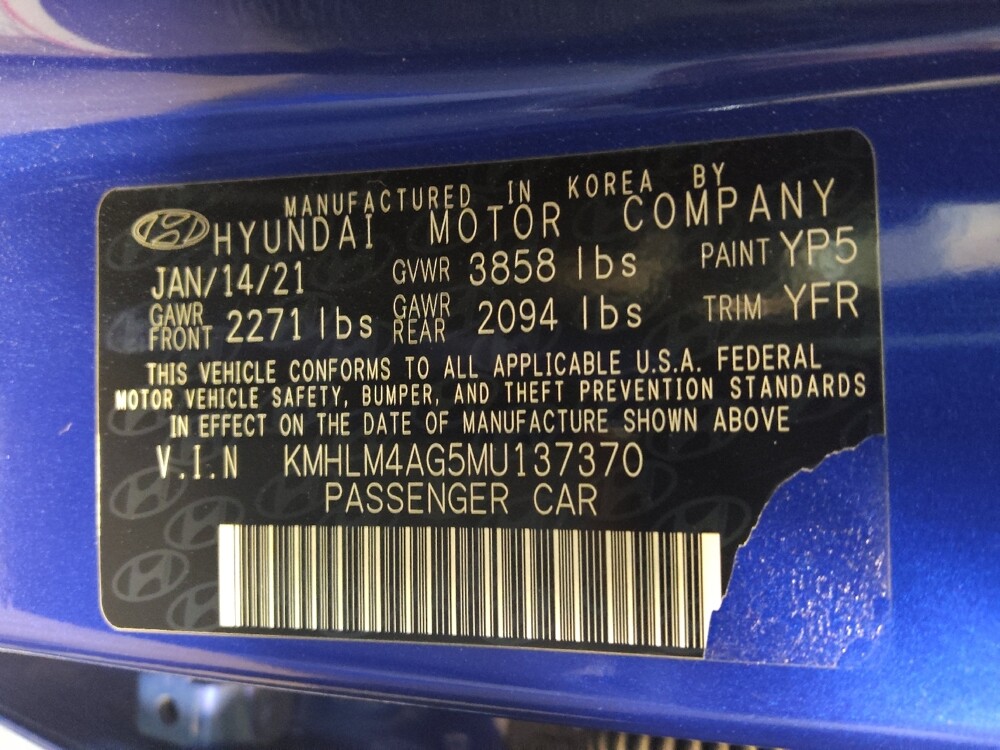 MANUFACTURED IN KOREA BY
HYUNDAI MOTOR COMPANY
JAN/14/21 GVWR 3858 lbs PAINT YP5
GAWR FRONT 2271 lbs GAWR REAR 2094 lbs TRIM YFR
THIS VEHICLE CONFORMS TO ALL APPLICABLE U.S.A. FEDERAL
MOTOR VEHICLE SAFETY, BUMPER, AND THEFT PREVENTION STANDARDS
IN EFFECT ON THE DATE OF MANUFACTURE SHOWN ABOVE
V.I.N KMHLM4AG5MU137370
PASSENGER CAR